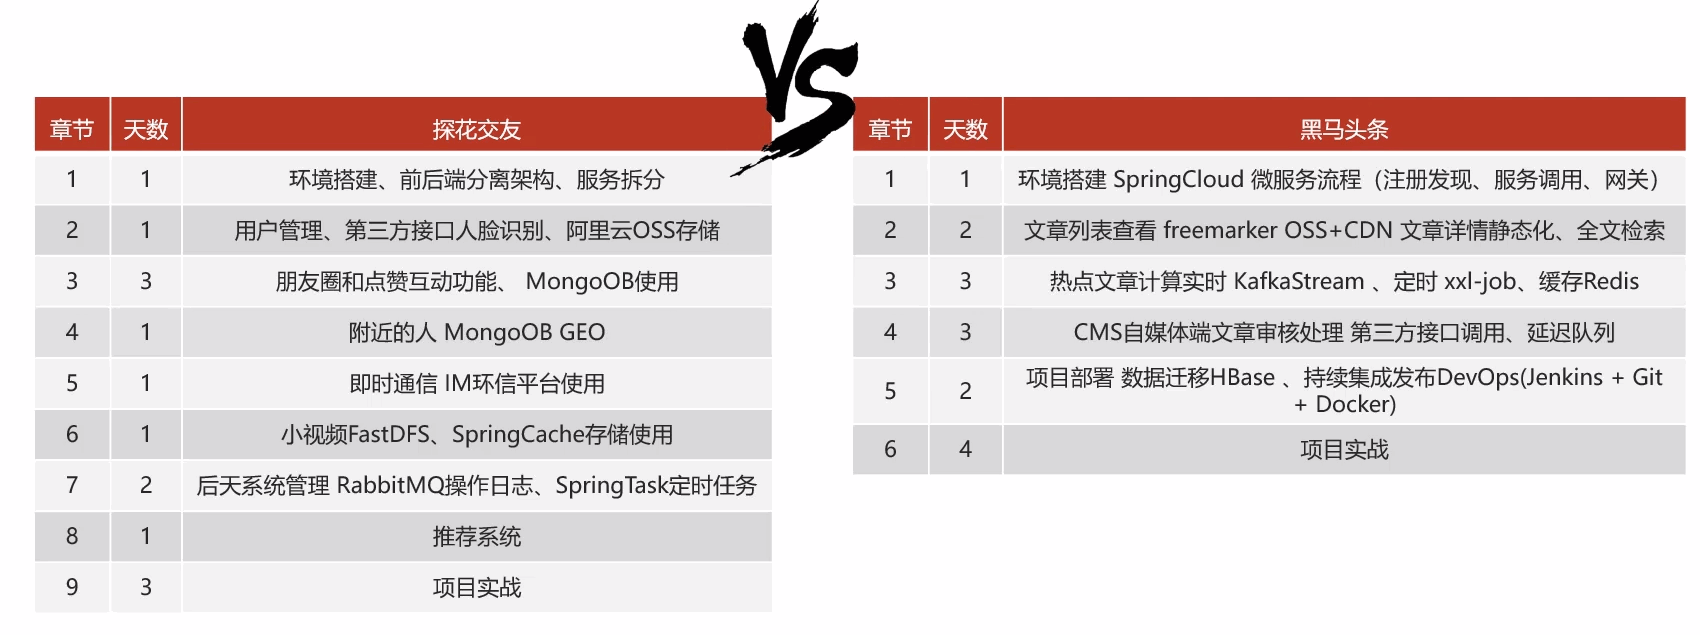 VS
章节 天数 探花交友
1 1 环境搭建、前后端分离架构、服务拆分
2 1 用户管理、第三方接口人脸识别、阿里云OSS存储
3 3 朋友圈和点赞互动功能、 MongoOB使用
4 1 附近的人 MongoOB GEO
5 1 即时通信 IM环信平台使用
6 1 小视频FastDFS、SpringCache存储使用
7 2 后天系统管理 RabbitMQ操作日志、SpringTask定时任务
8 1 推荐系统
9 3 项目实战
章节 天数 黑马头条
1 1 环境搭建 SpringCloud 微服务流程（注册发现、服务调用、网关）
2 2 文章列表查看 freemarker OSS+CDN 文章详情静态化、全文检索
3 3 热点文章计算实时 KafkaStream 、定时 xxl-job、缓存Redis
4 3 CMS自媒体端文章审核处理 第三方接口调用、延迟队列
5 2 项目部署 数据迁移HBase 、持续集成发布DevOps(Jenkins + Git
+ Docker)
6 4 项目实战